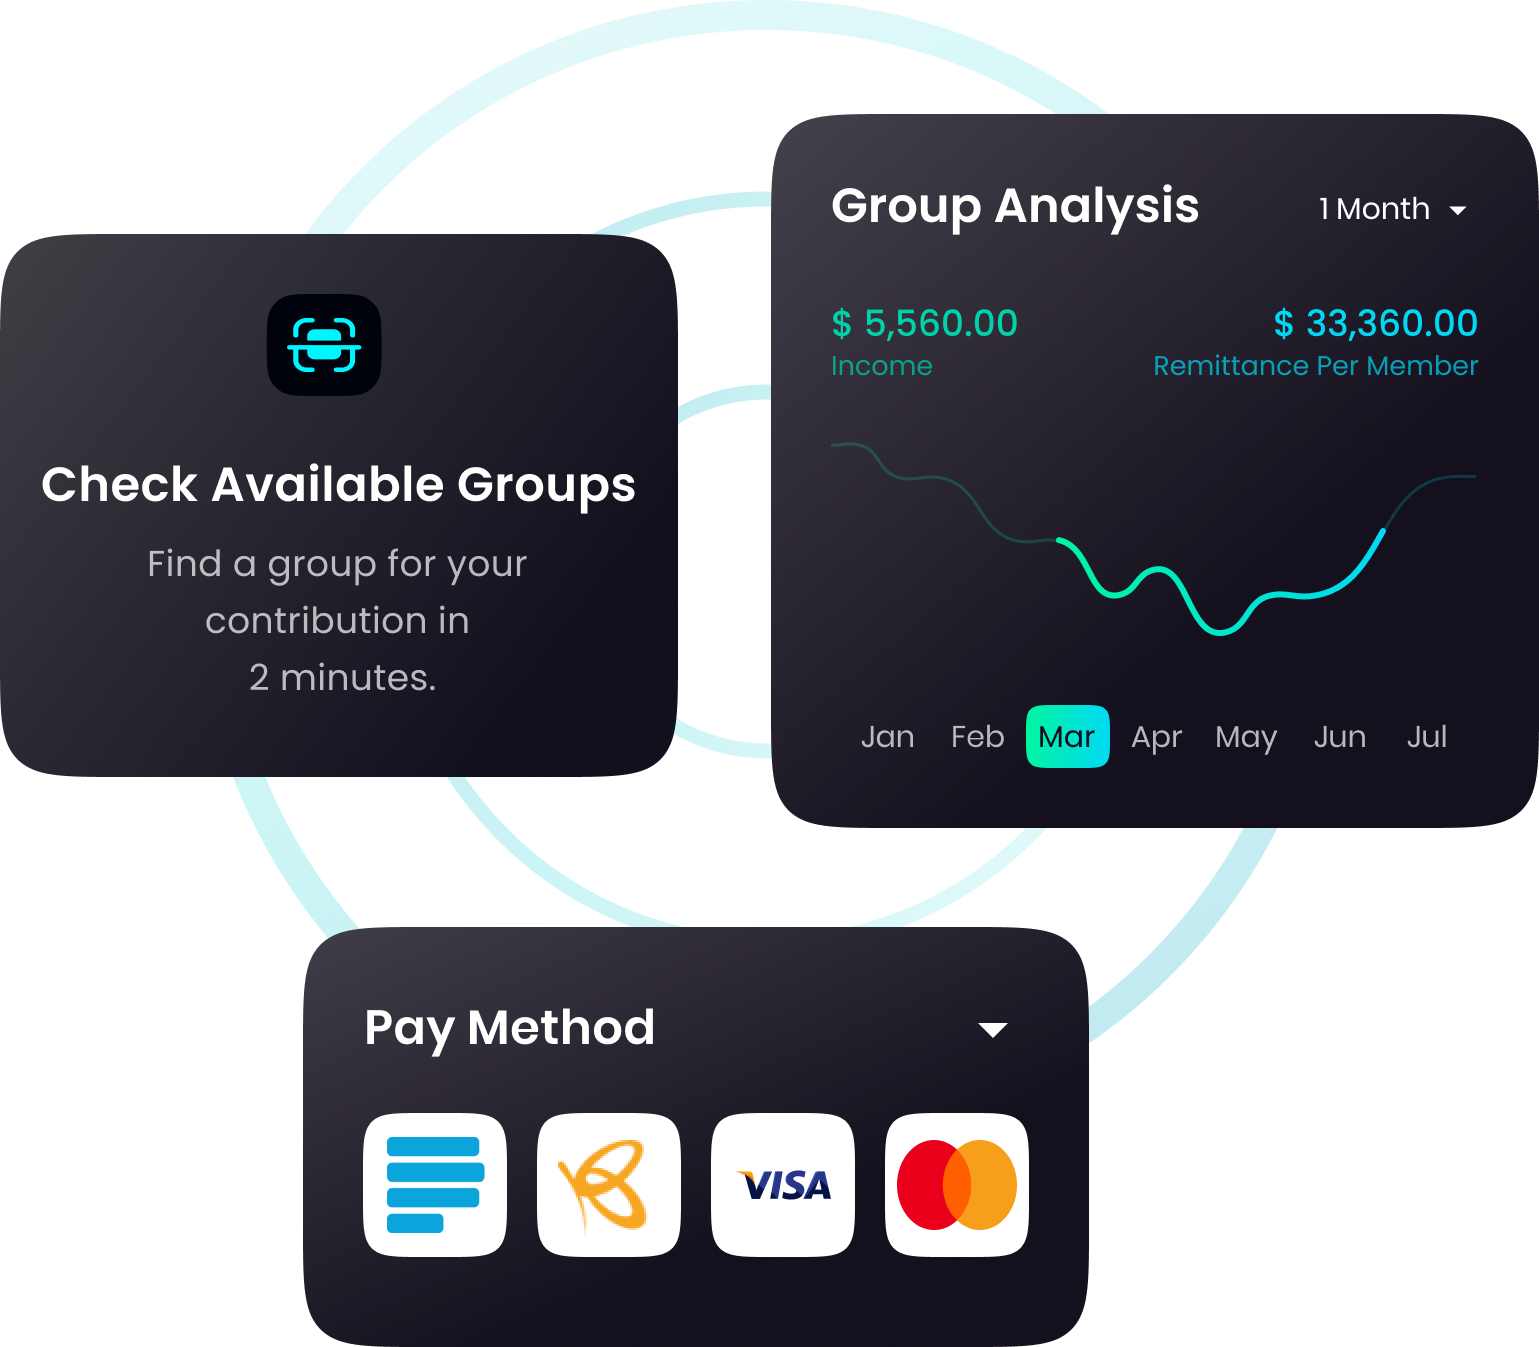 Group Analysis
1 Month
$ 5,560.00
$ 33,360.00
Income
Remittance Per Member
Jan Feb Mar Apr May Jun Jul
Check Available Groups
Find a group for your
contribution in
2 minutes.
Pay Method
VISA